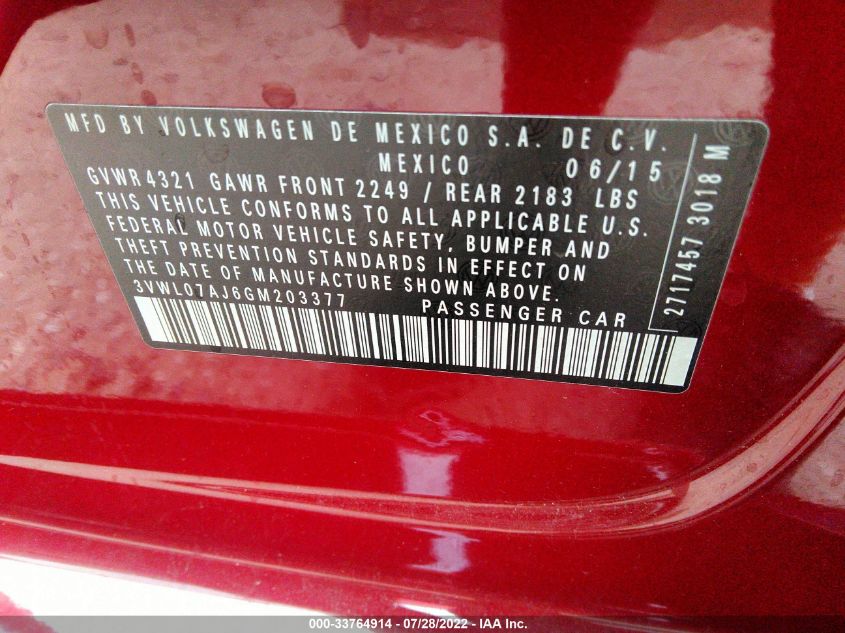 MFD BY VOLKSWAGEN DE MEXICO S.A. DE C.V.
MEXICO 06/15
GVWR 4321 GAWR FRONT 2249 / REAR 2183 LBS
THIS VEHICLE CONFORMS TO ALL APPLICABLE U.S.
FEDERAL MOTOR VEHICLE SAFETY, BUMPER AND
THEFT PREVENTION STANDARDS IN EFFECT ON
THE DATE OF MANUFACTURE SHOWN ABOVE.
3VWL07AJ6GM203377 PASSENGER CAR
2717457 3018 M
000-33764914 - 07/28/2022 - IAA Inc.